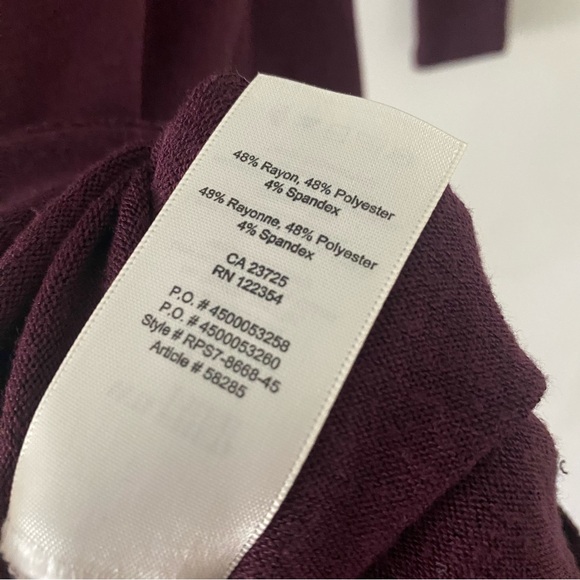 48% Rayon, 48% Polyester
4% Spandex
48% Rayonne, 48% Polyester
4% Spandex
CA 23725
RN 122354
P.O. # 4500053258
P.O. # 4500053260
Style # RPS7-8668-45
Article # 58285